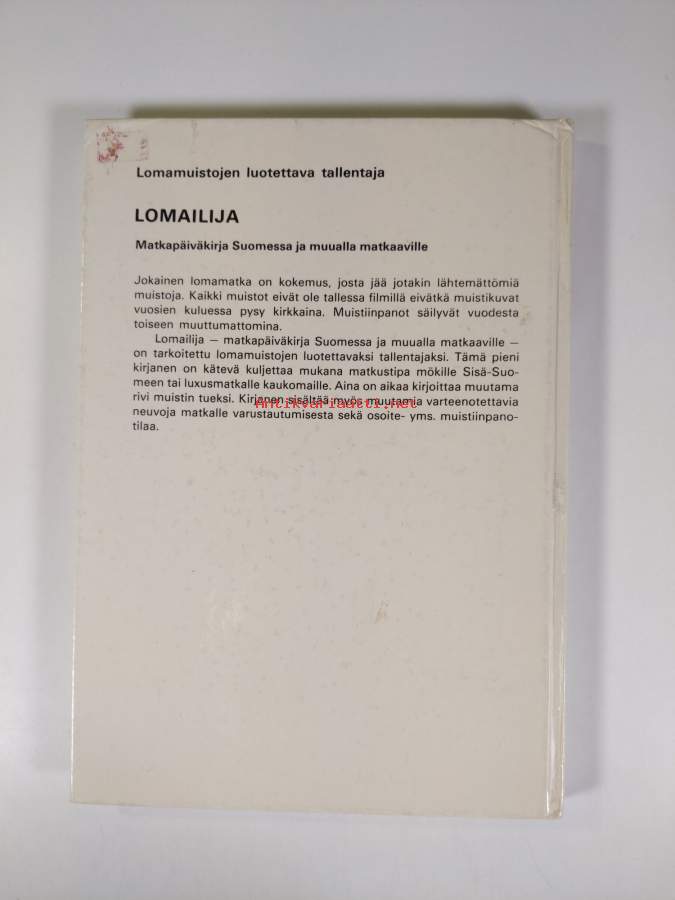 Lomamuistojen luotettava tallentaja
LOMAILIJA
Matkapäiväkirja Suomessa ja muualla matkaaville
Jokainen lomamatka on kokemus, josta jää jotakin lähtemättömiä
muistoja. Kaikki muistot eivät ole tallessa filmillä eivätkä muistikuvat
vuosien kuluessa pysy kirkkaina. Muistiinpanot säilyvät vuodesta
toiseen muuttumattomina.
Lomailija — matkapäiväkirja Suomessa ja muualla matkaaville —
on tarkoitettu lomamuistojen luotettavaksi tallentajaksi. Tämä pieni
kirjanen on kätevä kuljettaa mukana matkustipa mökille Sisä-Suo-
meen tai luxusmatkalle kaukomaille. Aina on aikaa kirjoittaa muutama
rivi muistin tueksi. Kirjanen sisältää myös muutamia varteenotettavia
Antikvariaatti.net
neuvoja matkalle varustautumisesta sekä osoite- yms. muistiinpano-
tilaa.